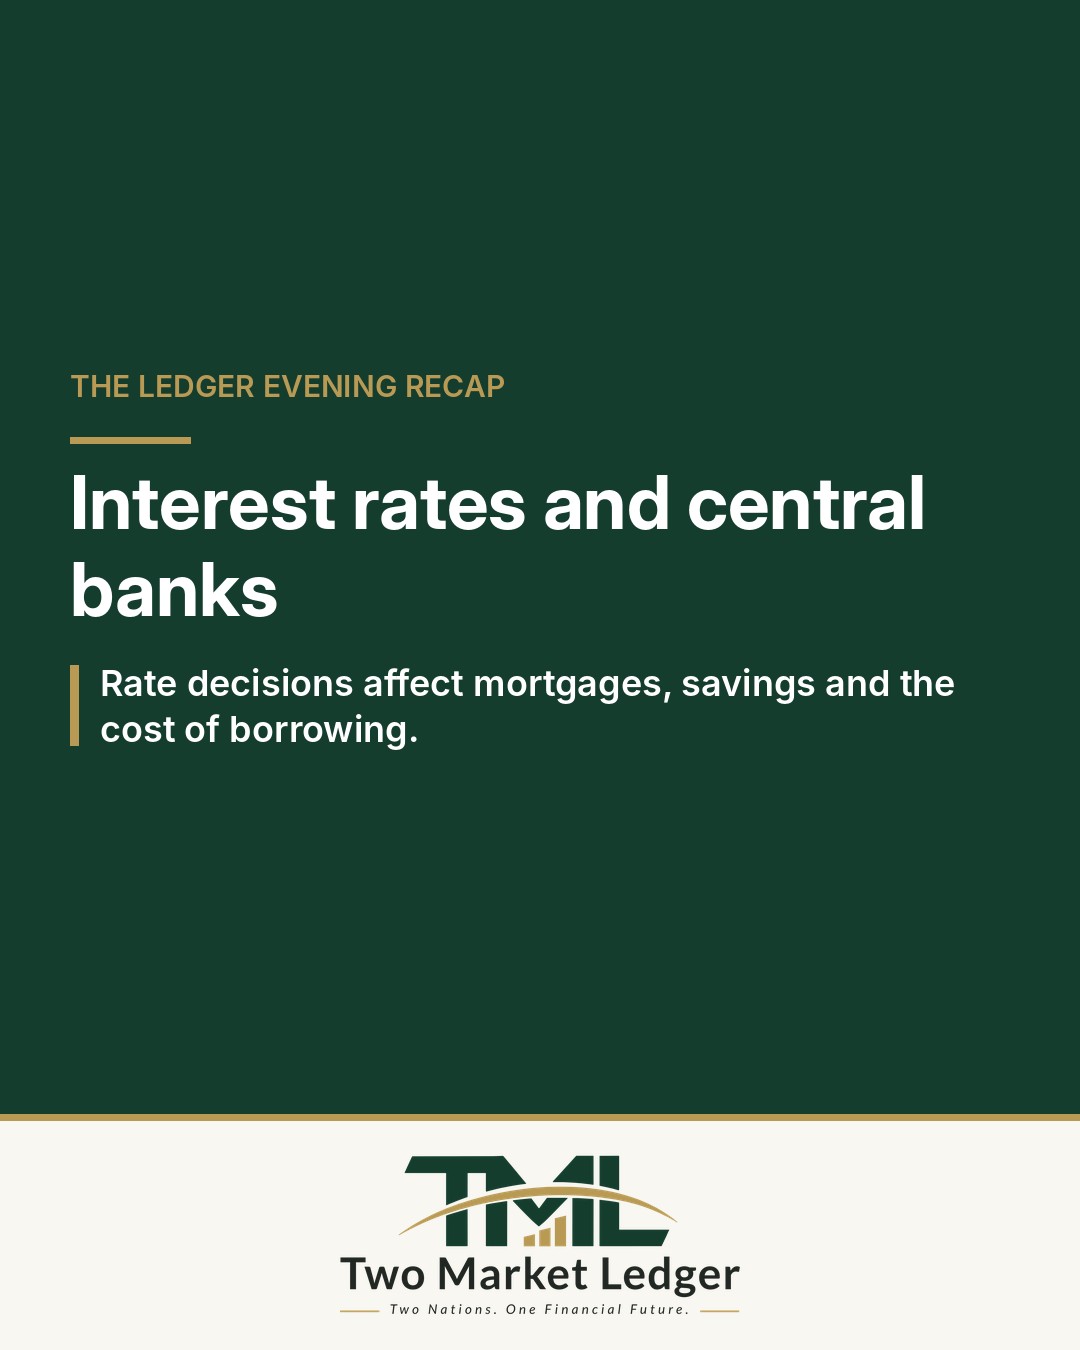 THE LEDGER EVENING RECAP
Interest rates and central
banks
Rate decisions affect mortgages, savings and the
cost of borrowing.
TML
Two Market Ledger
Two Nations. One Financial Future.